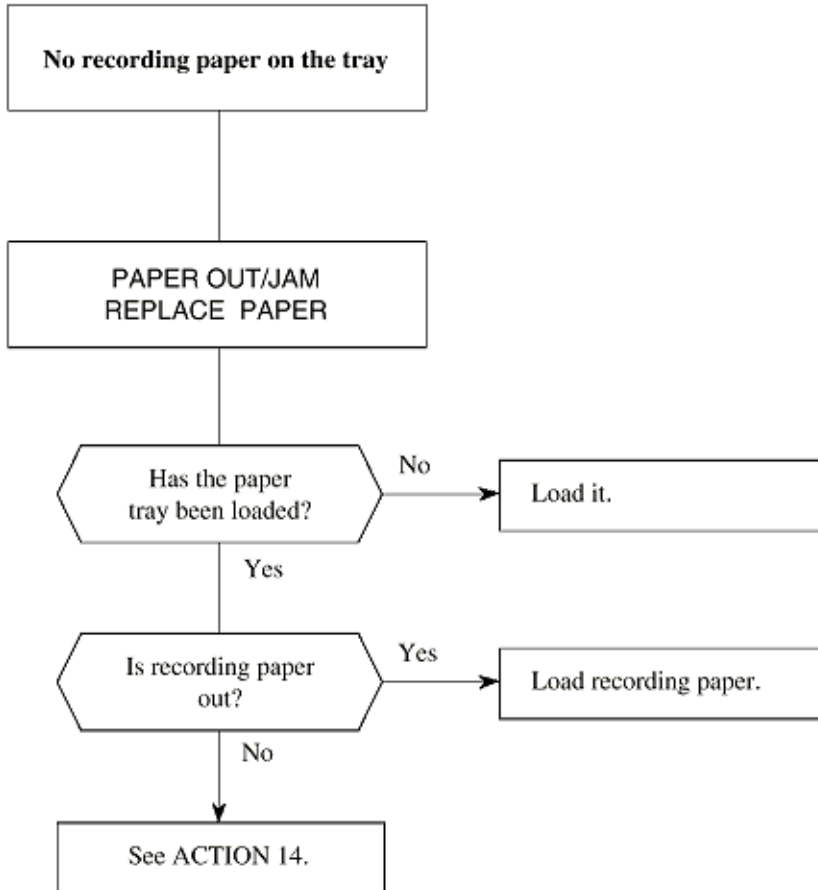 No recording paper on the tray
PAPER OUT/JAM
REPLACE PAPER
Has the paper
tray been loaded?
No
Load it.
Yes
Is recording paper
out?
Yes
Load recording paper.
No
See ACTION 14.